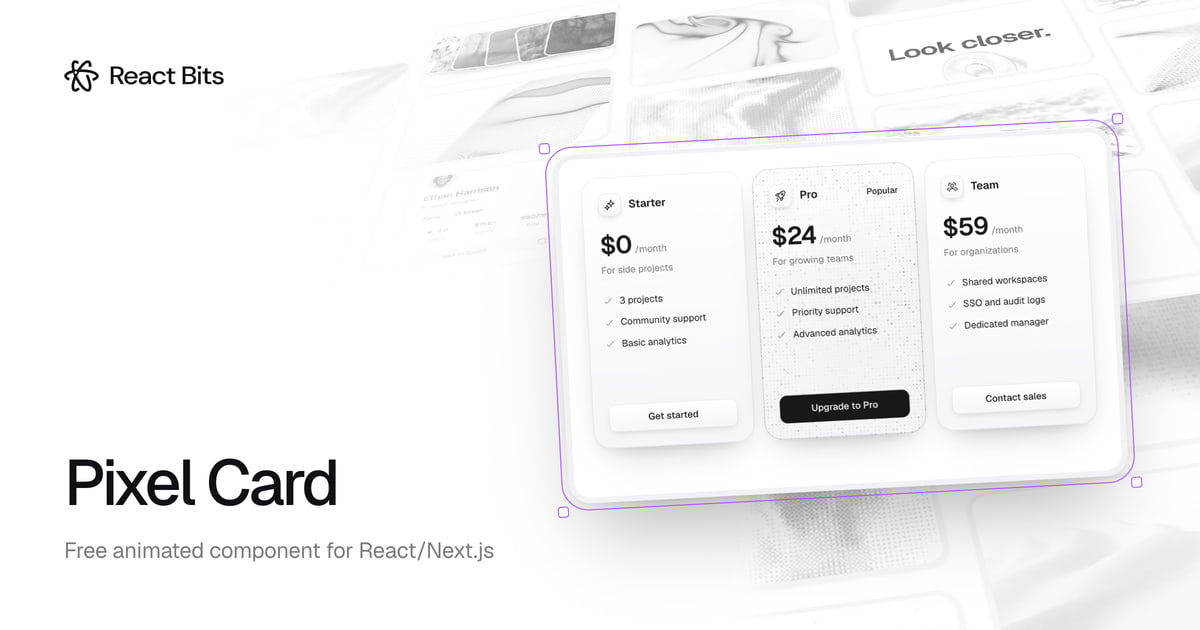 React Bits
Look closer.
Ethan Harrison
Starter
$0 /month
For side projects
3 projects
Community support
Basic analytics
Get started
Pro
Popular
$24 /month
For growing teams
Unlimited projects
Priority support
Advanced analytics
Upgrade to Pro
Team
$59 /month
For organizations
Shared workspaces
SSO and audit logs
Dedicated manager
Contact sales
Pixel Card
Free animated component for React/Next.js